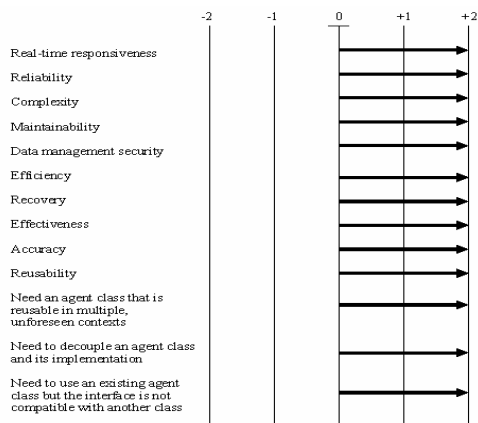 -2 -1 0 +1 +2
Real-time responsiveness
Reliability
Complexity
Maintainability
Data management security
Efficiency
Recovery
Effectiveness
Accuracy
Reusability
Need an agent class that is
reusable in multiple,
unforeseen contexts
Need to decouple an agent class
and its implementation
Need to use an existing agent
class but the interface is not
compatible with another class